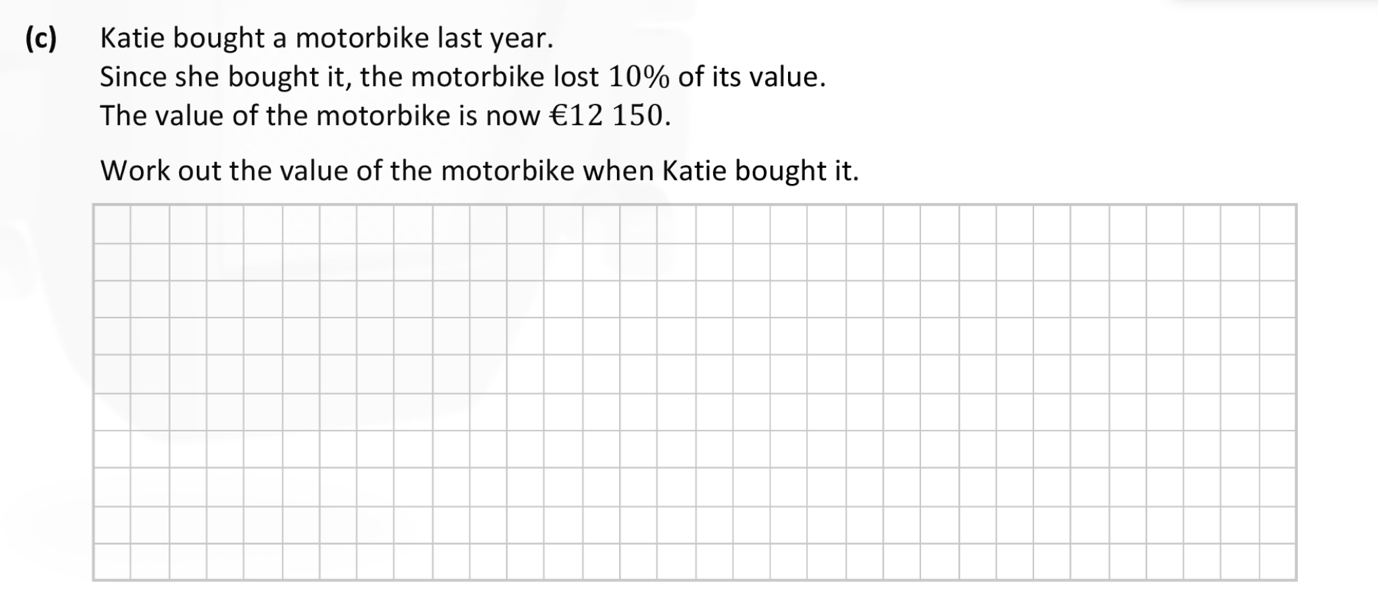 (c) Katie bought a motorbike last year.
Since she bought it, the motorbike lost 10% of its value.
The value of the motorbike is now €12 150.
Work out the value of the motorbike when Katie bought it.